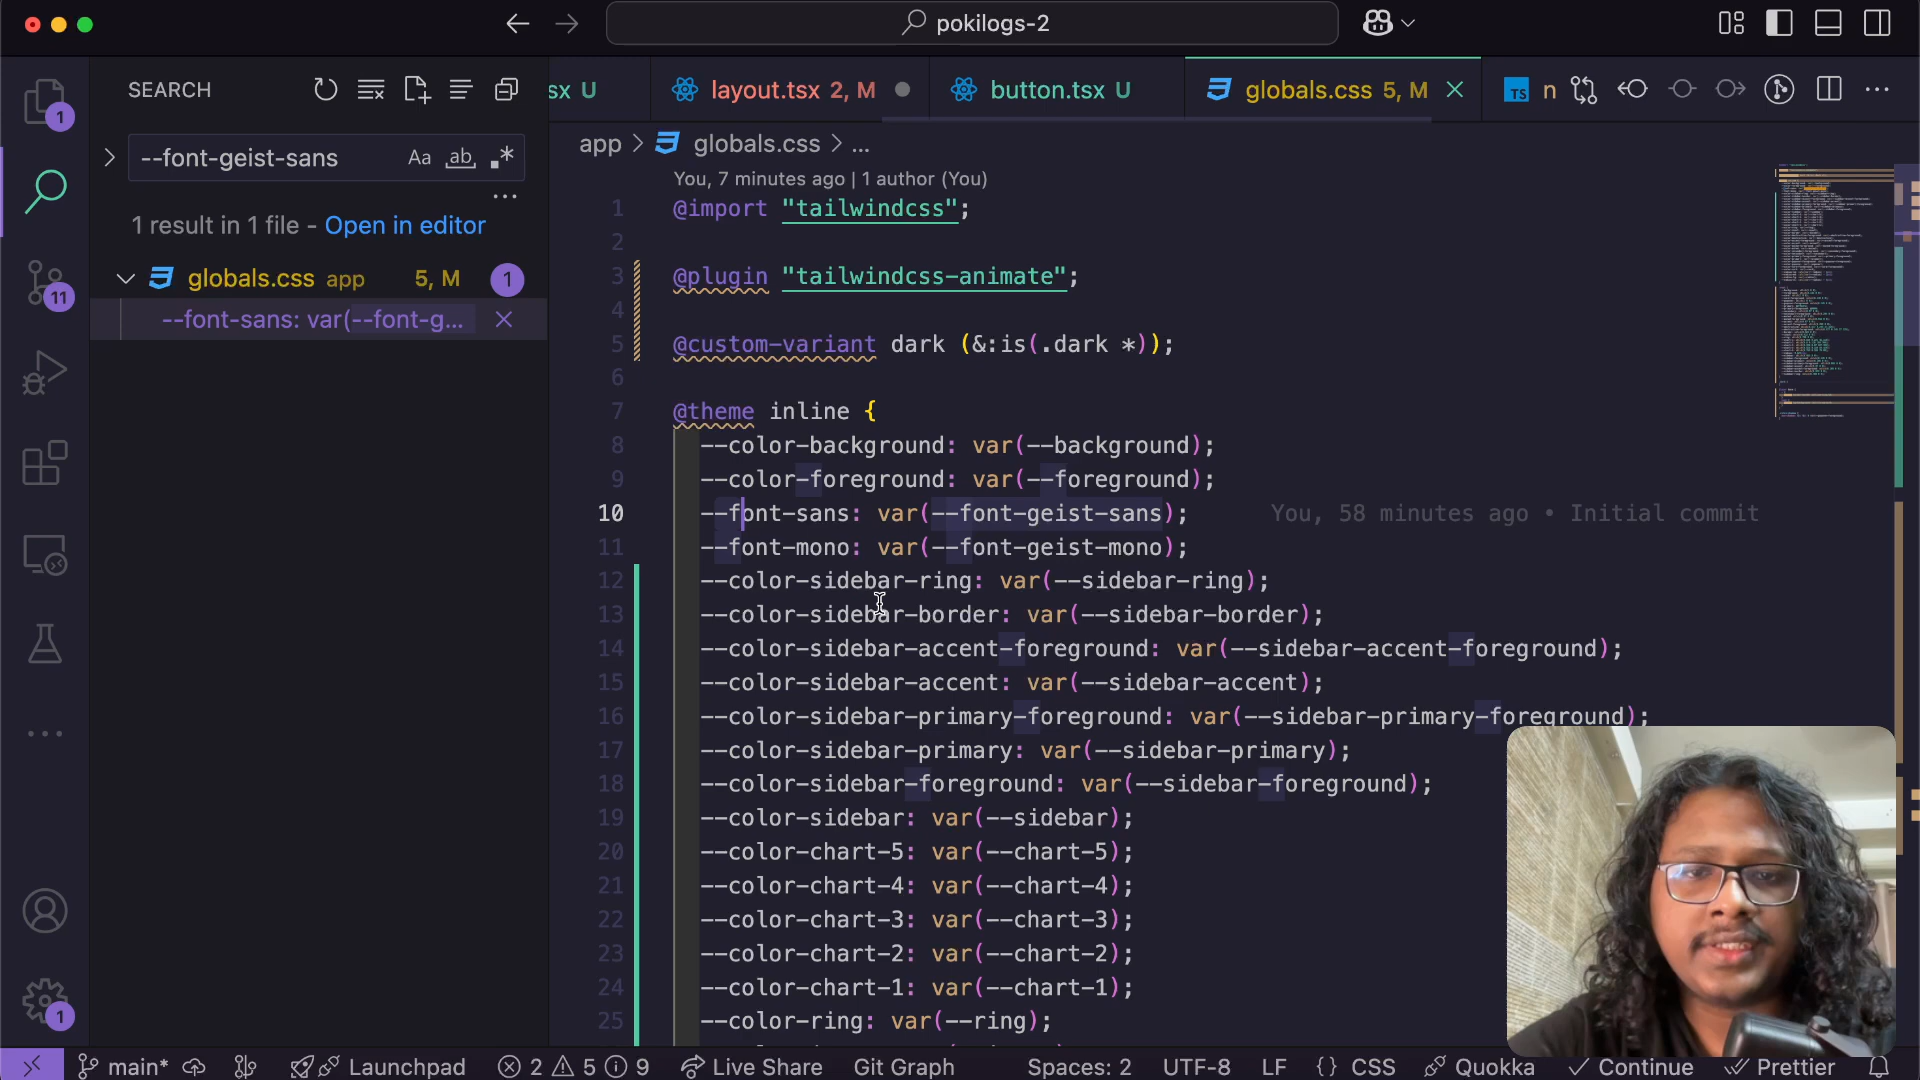 pokilogs-2
SEARCH
sx U
layout.tsx 2, M
button.tsx U
globals.css 5, M
TS n
--font-geist-sans
Aa ab .*
1 result in 1 file - Open in editor
globals.css app 5, M 1
--font-sans: var(--font-g...
1
11
1
app > globals.css > ...
You, 7 minutes ago | 1 author (You)
1 @import "tailwindcss";
2
3 @plugin "tailwindcss-animate";
4
5 @custom-variant dark (&:is(.dark *));
6
7 @theme inline {
8 --color-background: var(--background);
9 --color-foreground: var(--foreground);
10 --font-sans: var(--font-geist-sans); You, 58 minutes ago • Initial commit
11 --font-mono: var(--font-geist-mono);
12 --color-sidebar-ring: var(--sidebar-ring);
13 --color-sidebar-border: var(--sidebar-border);
14 --color-sidebar-accent-foreground: var(--sidebar-accent-foreground);
15 --color-sidebar-accent: var(--sidebar-accent);
16 --color-sidebar-primary-foreground: var(--sidebar-primary-foreground);
17 --color-sidebar-primary: var(--sidebar-primary);
18 --color-sidebar-foreground: var(--sidebar-foreground);
19 --color-sidebar: var(--sidebar);
20 --color-chart-5: var(--chart-5);
21 --color-chart-4: var(--chart-4);
22 --color-chart-3: var(--chart-3);
23 --color-chart-2: var(--chart-2);
24 --color-chart-1: var(--chart-1);
25 --color-ring: var(--ring);
main* Launchpad 2 5 9 Live Share Git Graph Spaces: 2 UTF-8 LF {} CSS Quokka Continue Prettier